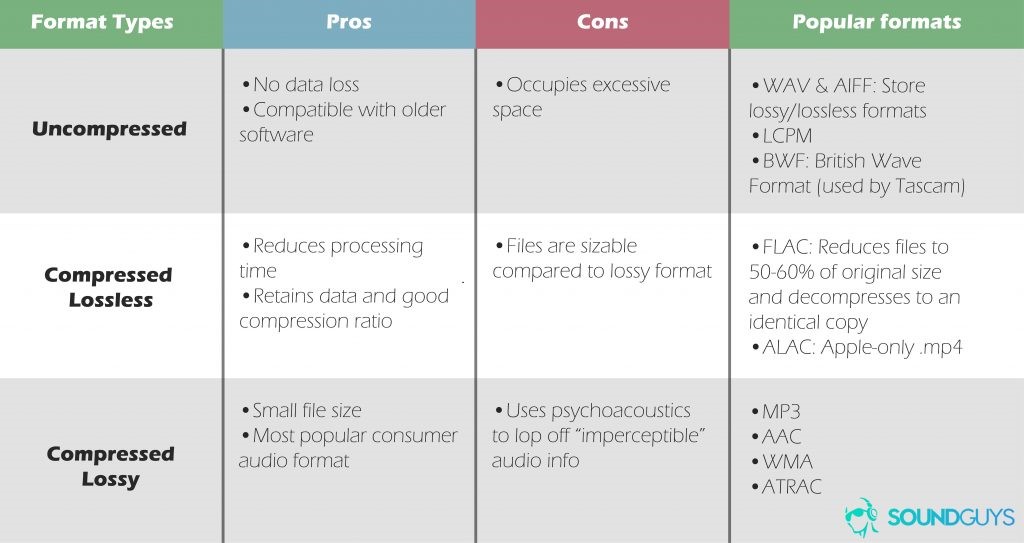 Format Types
Pros
Cons
Popular formats
Uncompressed
•No data loss
•Compatible with older
software
•Occupies excessive
space
•WAV & AIFF: Store
lossy/lossless formats
•LCPM
•BWF: British Wave
Format (used by Tascam)
Compressed
Lossless
•Reduces processing
time
•Retains data and good
compression ratio
•Files are sizable
compared to lossy format
•FLAC: Reduces files to
50-60% of original size
and decompresses to an
identical copy
•ALAC: Apple-only .mp4
Compressed
Lossy
•Small file size
•Most popular consumer
audio format
•Uses psychoacoustics
to lop off “imperceptible”
audio info
•MP3
•AAC
•WMA
•ATRAC
SOUNDGUYS